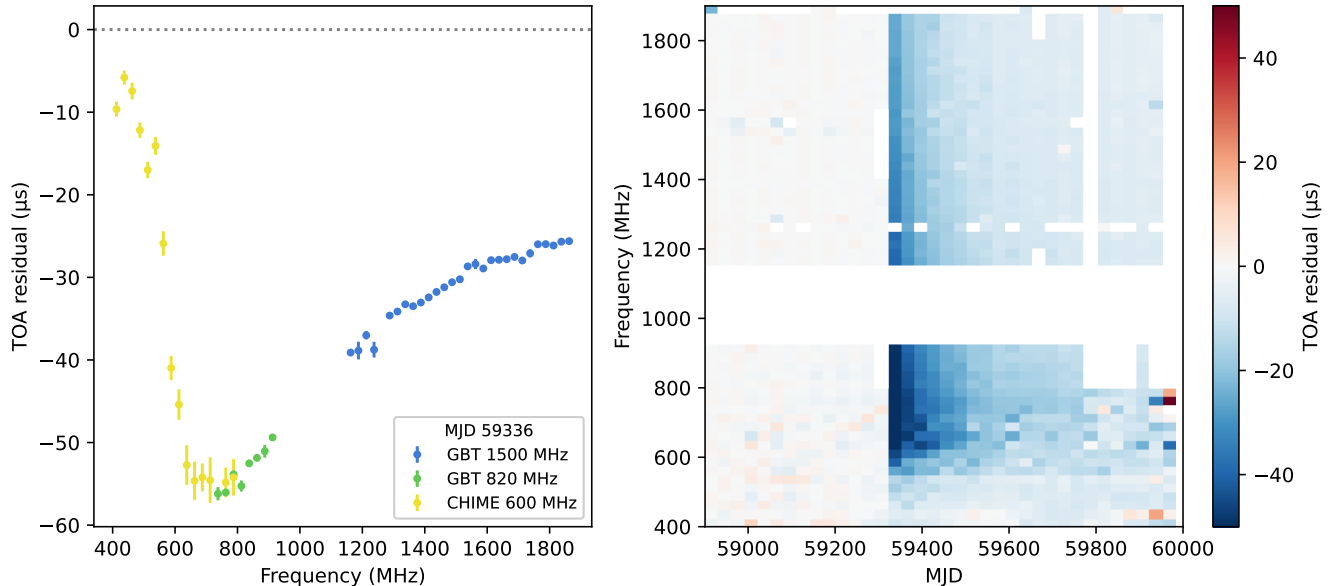 0
−10
−20
−30
−40
−50
−60
TOA residual (µs)
400 600 800 1000 1200 1400 1600 1800
Frequency (MHz)
MJD 59336
GBT 1500 MHz
GBT 820 MHz
CHIME 600 MHz
1800
1600
1400
1200
1000
800
600
400
Frequency (MHz)
59000 59200 59400 59600 59800 60000
MJD
40
20
0
−20
−40
TOA residual (µs)